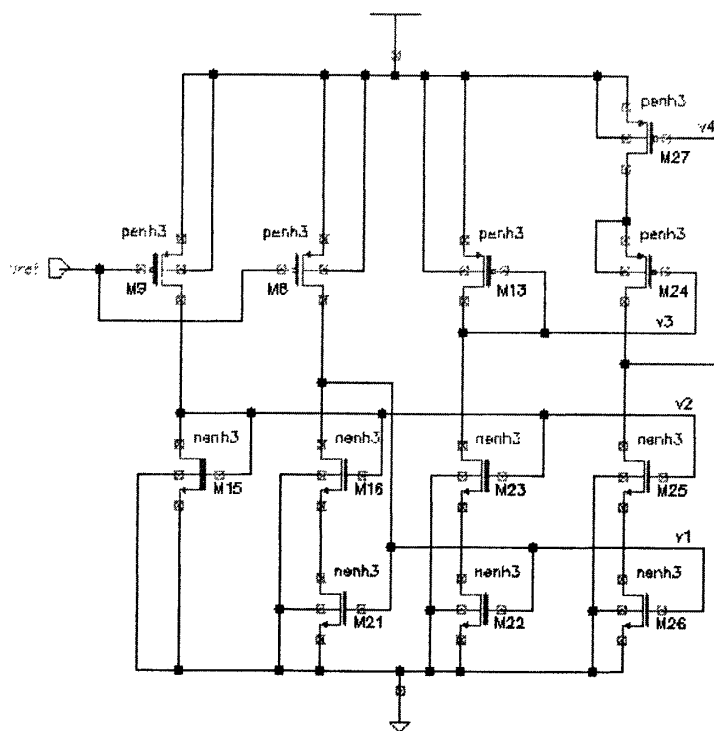 penh3
v4
M27
penh3
penh3
penh3
penh3
vref
M9
M8
M13
M24
v3
v2
nenh3
nenh3
nenh3
nenh3
M15
M16
M23
M25
v1
nenh3
nenh3
nenh3
M21
M22
M26